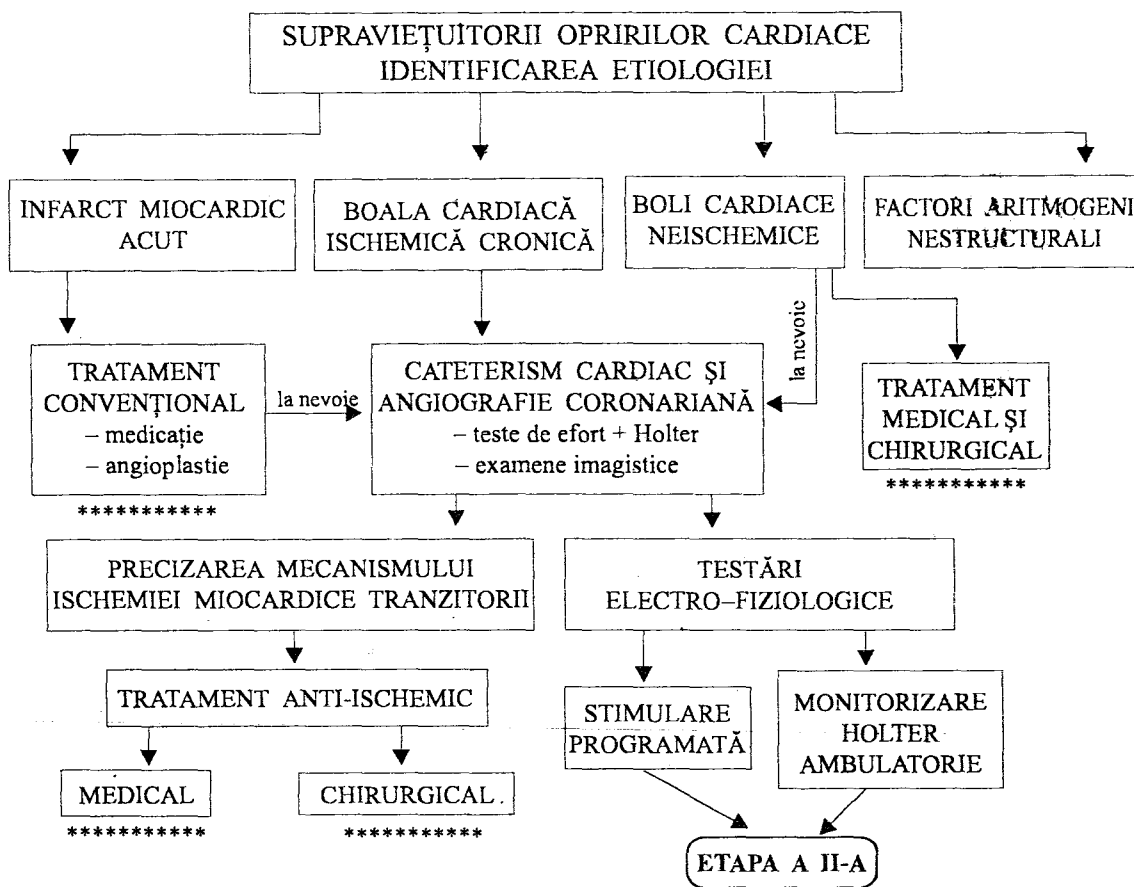 SUPRAVIEȚUITORII OPRIRILOR CARDIACE
IDENTIFICAREA ETIOLOGIEI
INFARCT MIOCARDIC
ACUT
BOALA CARDIACĂ
ISCHEMICĂ CRONICĂ
BOLI CARDIACE
NEISCHEMICE
FACTORI ARITMOGENI
NESTRUCTURALI
TRATAMENT
CONVENȚIONAL
– medicație
– angioplastie
***********
la nevoie
CATETERISM CARDIAC ȘI
ANGIOGRAFIE CORONARIANĂ
– teste de efort + Holter
– examene imagistice
la nevoie
TRATAMENT
MEDICAL ȘI
CHIRURGICAL
***********
PRECIZAREA MECANISMULUI
ISCHEMIEI MIOCARDICE TRANZITORII
TESTĂRI
ELECTRO–FIZIOLOGICE
TRATAMENT ANTI-ISCHEMIC
STIMULARE
PROGRAMATĂ
MONITORIZARE
HOLTER
AMBULATORIE
MEDICAL
***********
CHIRURGICAL
***********
ETAPA A II-A